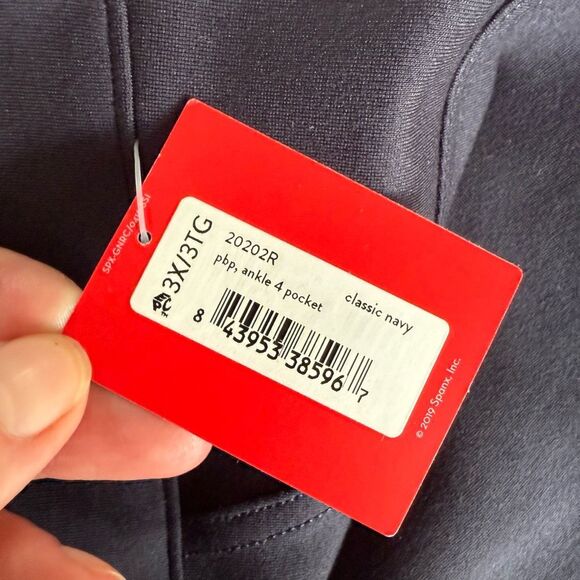 3X/3TG
20202R
pbp, ankle 4 pocket
classic navy
8 43953 38596 7
© 2019 Spanx, Inc.